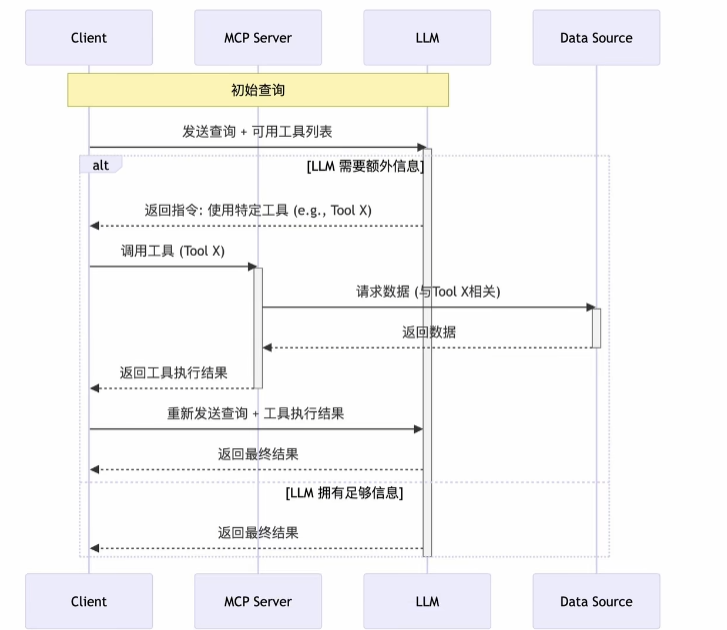 Client
MCP Server
LLM
Data Source
初始查询
发送查询 + 可用工具列表
alt
[LLM 需要额外信息]
返回指令: 使用特定工具 (e.g., Tool X)
调用工具 (Tool X)
请求数据 (与Tool X相关)
返回数据
返回工具执行结果
重新发送查询 + 工具执行结果
返回最终结果
[LLM 拥有足够信息]
返回最终结果
Client
MCP Server
LLM
Data Source